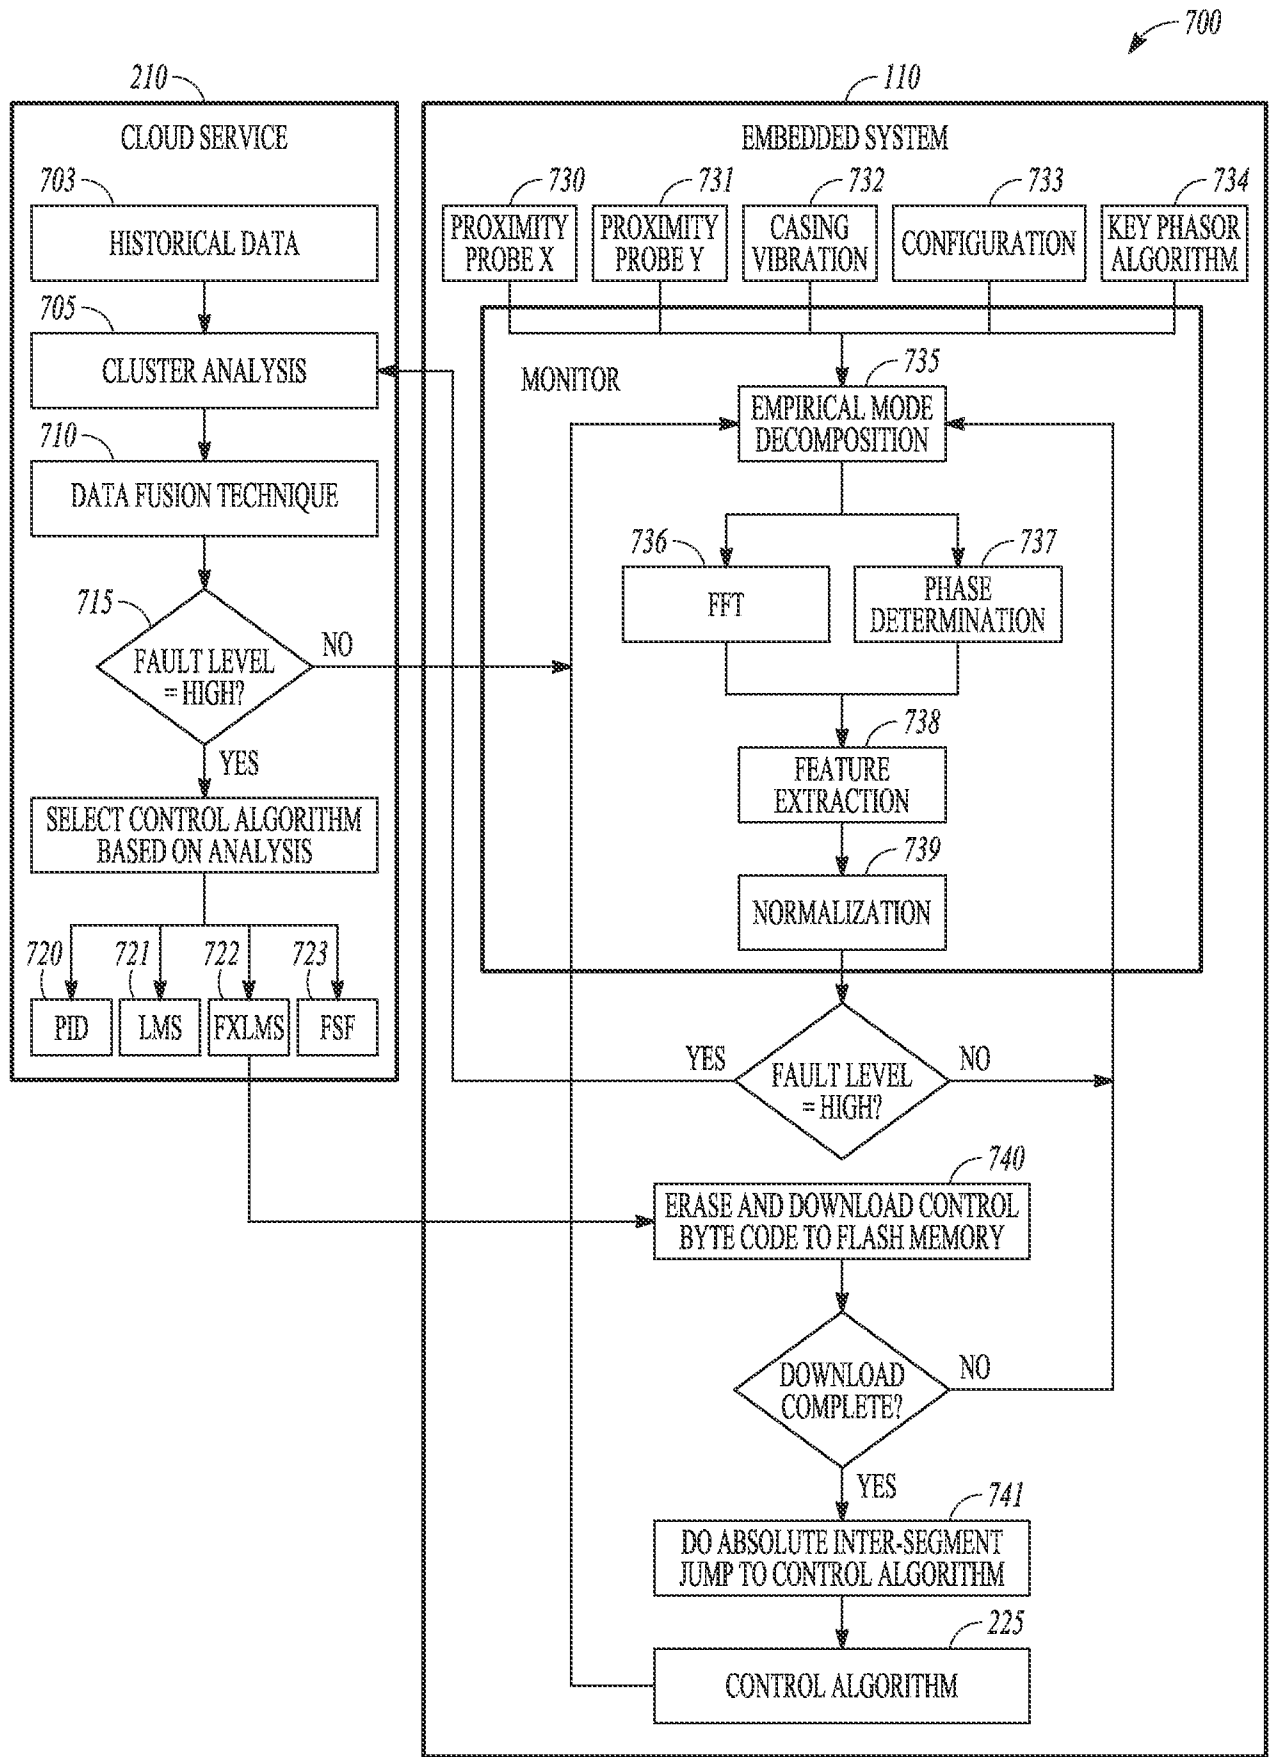 700
210
110
CLOUD SERVICE
703
HISTORICAL DATA
705
CLUSTER ANALYSIS
710
DATA FUSION TECHNIQUE
715
FAULT LEVEL
= HIGH?
NO
YES
SELECT CONTROL ALGORITHM
BASED ON ANALYSIS
720
721
722
723
PID
LMS
FXLMS
FSF
EMBEDDED SYSTEM
730
731
732
733
734
PROXIMITY
PROBE X
PROXIMITY
PROBE Y
CASING
VIBRATION
CONFIGURATION
KEY PHASOR
ALGORITHM
MONITOR
735
EMPIRICAL MODE
DECOMPOSITION
736
737
FFT
PHASE
DETERMINATION
738
FEATURE
EXTRACTION
739
NORMALIZATION
YES
FAULT LEVEL
= HIGH?
NO
740
ERASE AND DOWNLOAD CONTROL
BYTE CODE TO FLASH MEMORY
DOWNLOAD
COMPLETE?
NO
YES
741
DO ABSOLUTE INTER-SEGMENT
JUMP TO CONTROL ALGORITHM
225
CONTROL ALGORITHM